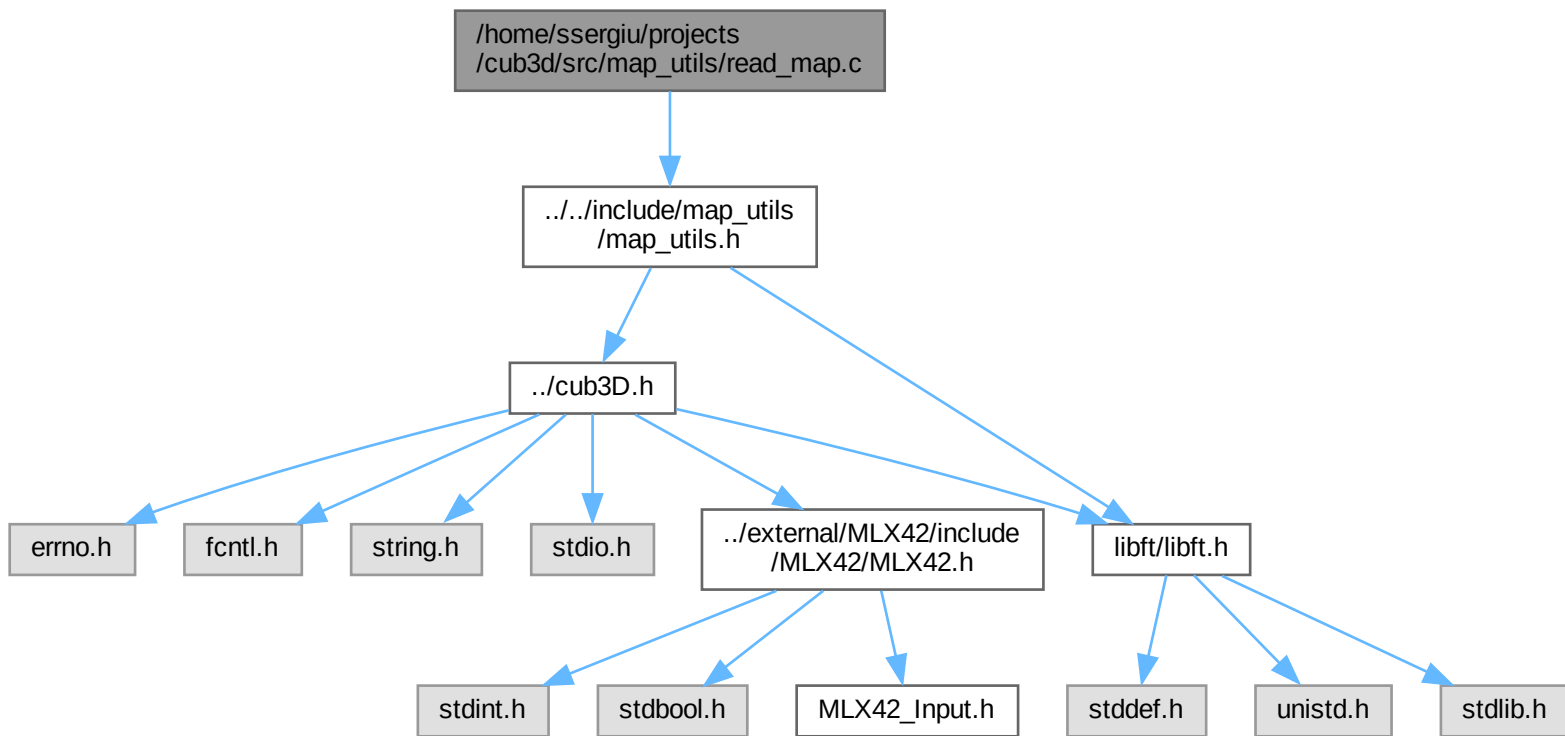 /home/ssergiu/projects
/cub3d/src/map_utils/read_map.c
../../include/map_utils
/map_utils.h
../cub3D.h
errno.h
fcntl.h
string.h
stdio.h
../external/MLX42/include
/MLX42/MLX42.h
libft/libft.h
stdint.h
stdbool.h
MLX42_Input.h
stddef.h
unistd.h
stdlib.h